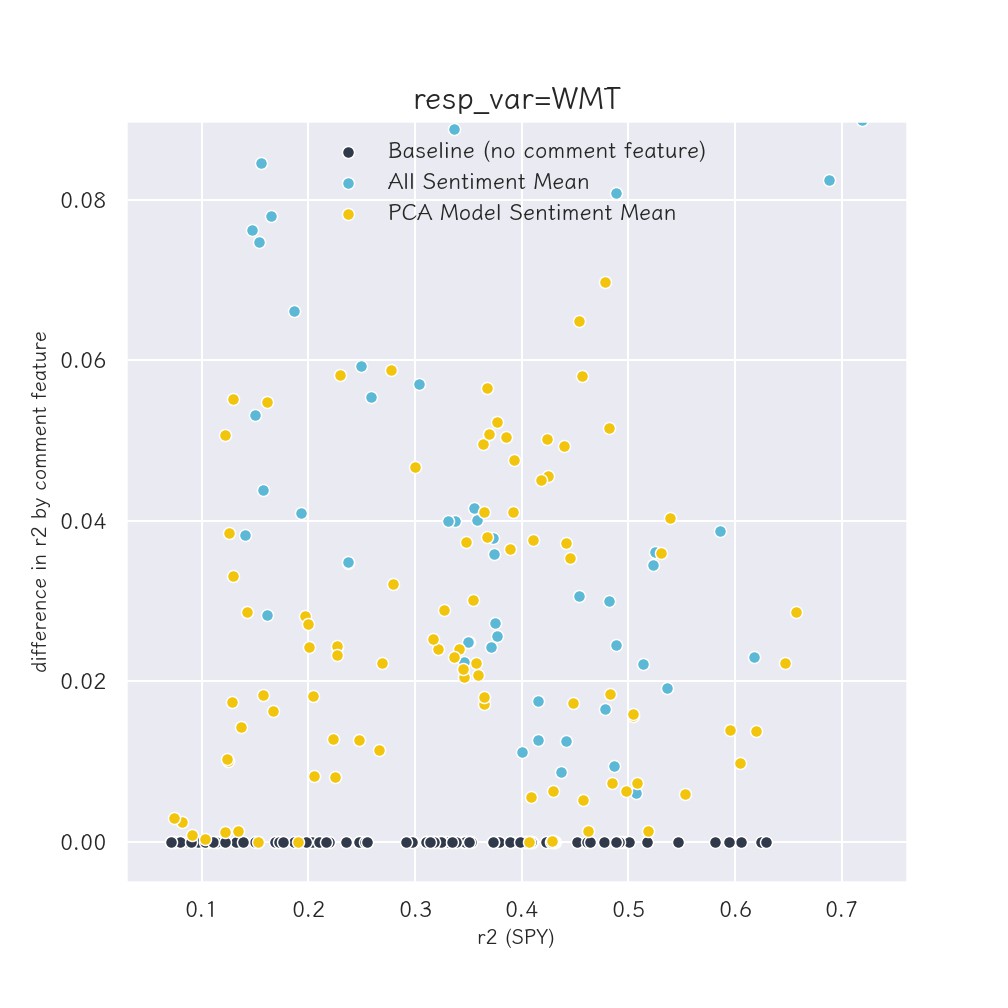 resp_var=WMT
Baseline (no comment feature)
All Sentiment Mean
PCA Model Sentiment Mean
difference in r2 by comment feature
0.08
0.06
0.04
0.02
0.00
0.1 0.2 0.3 0.4 0.5 0.6 0.7
r2 (SPY)